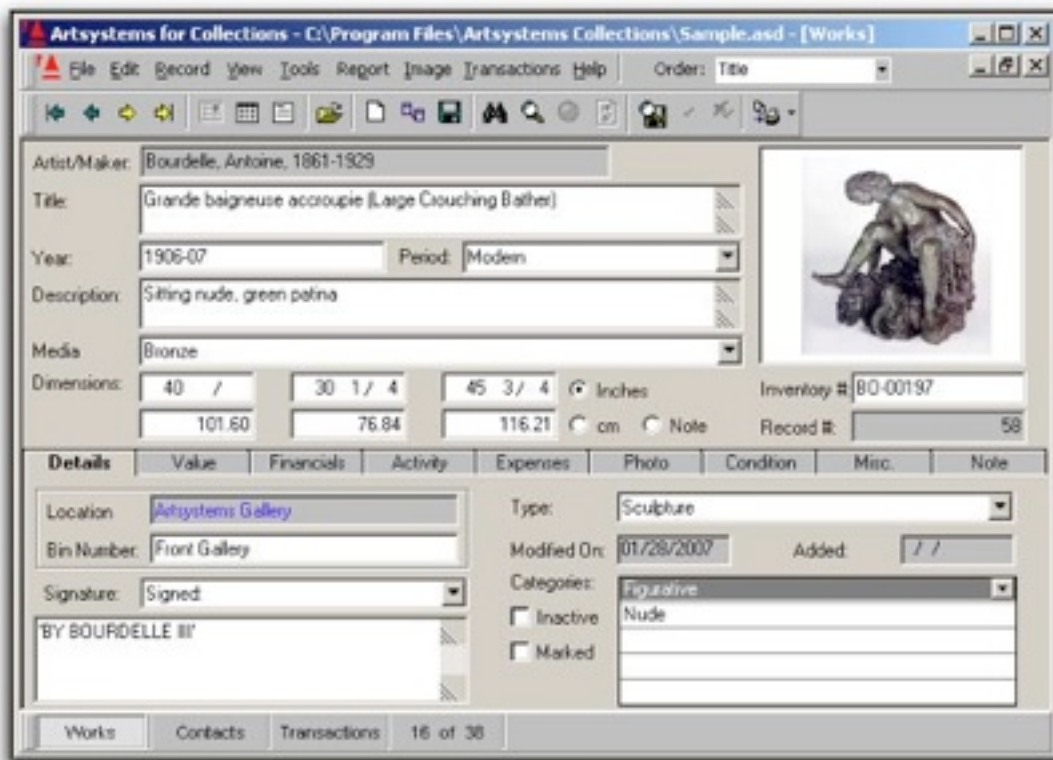 Artsystems for Collections - C:\Program Files\Artsystems Collections\Sample.asd - [Works]
File Edit Record View Tools Report Image Transactions Help Order: Title
Artist/Maker: Bourdelle, Antoine, 1861-1929
Title: Grande baigneuse accroupie (Large Crouching Bather)
Year: 1906-07 Period: Modern
Description: Sitting nude, green patina
Media Bronze
Dimensions: 40 / 30 1 / 4 45 3 / 4 Inches Inventory #: BO-00197
101.60 76.84 116.21 cm Note Record #: 58
Details Value Financials Activity Expenses Photo Condition Misc. Note
Location Artsystems Gallery Type: Sculpture
Bin Number: Front Gallery Modified On: 01/28/2007 Added: / /
Signature: Signed: Categories: Figurative
'BY BOURDELLE III' Inactive Nude
Marked
Works Contacts Transactions 16 of 38